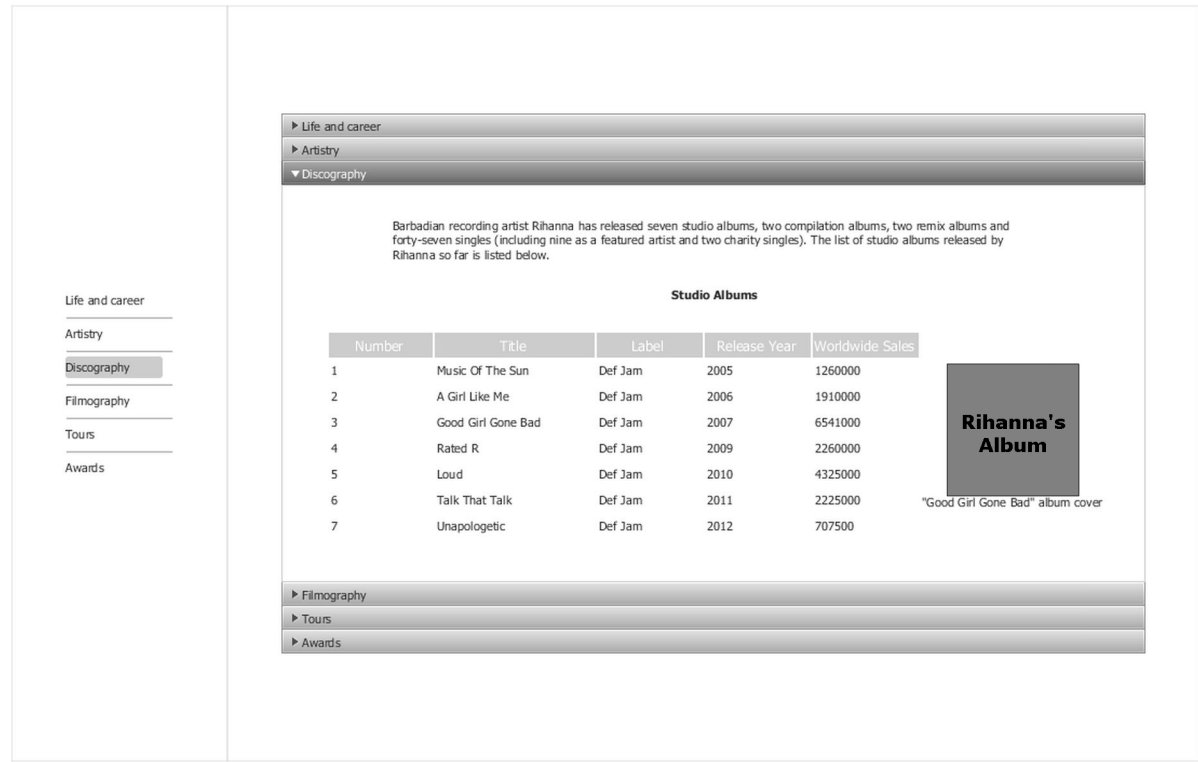 Life and career
Artistry
Discography
Filmography
Tours
Awards
Life and career
Artistry
Discography
Barbadian recording artist Rihanna has released seven studio albums, two compilation albums, two remix albums and
forty-seven singles (including nine as a featured artist and two charity singles). The list of studio albums released by
Rihanna so far is listed below.
Studio Albums
Number Title Label Release Year Worldwide Sales
1 Music Of The Sun Def Jam 2005 1260000
2 A Girl Like Me Def Jam 2006 1910000
3 Good Girl Gone Bad Def Jam 2007 6541000
4 Rated R Def Jam 2009 2260000
5 Loud Def Jam 2010 4325000
6 Talk That Talk Def Jam 2011 2225000
7 Unapologetic Def Jam 2012 707500
Rihanna's
Album
"Good Girl Gone Bad" album cover
Filmography
Tours
Awards